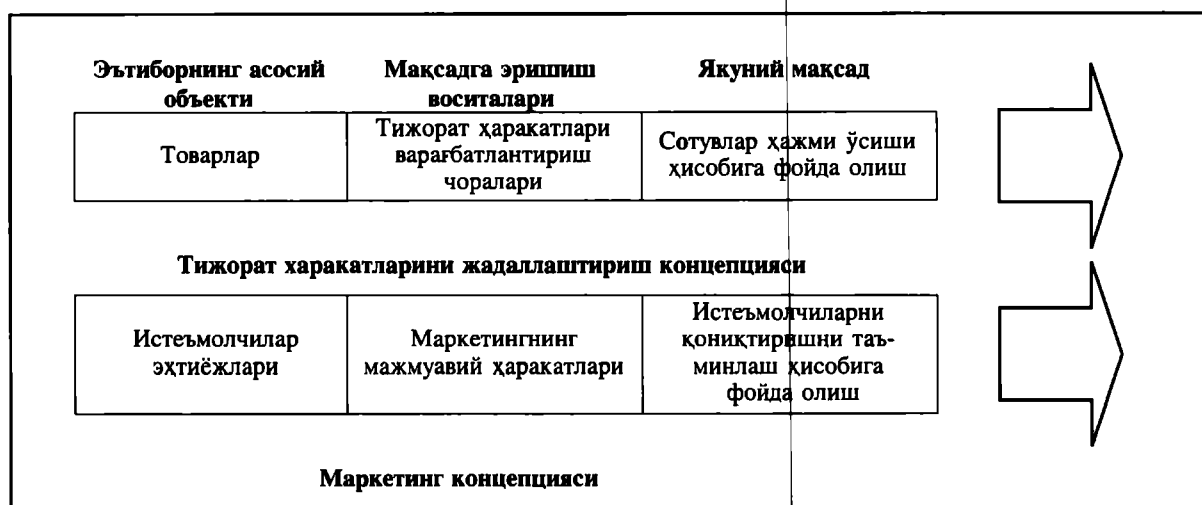 Эътиборнинг асосий
объекти
Мақсадга эришиш
воситалари
Якуний мақсад
Товарлар
Тижорат ҳаракатлари
варағбатлантириш
чоралари
Сотувлар ҳажми ўсиши
ҳисобига фойда олиш
Тижорат харакатларини жадаллаштириш концепцияси
Истеъмолчилар
эҳтиёжлари
Маркетингнинг
мажмуавий ҳаракатлари
Истеъмолчиларни
қониқтиришни таъ-
минлаш ҳисобига
фойда олиш
Маркетинг концепцияси